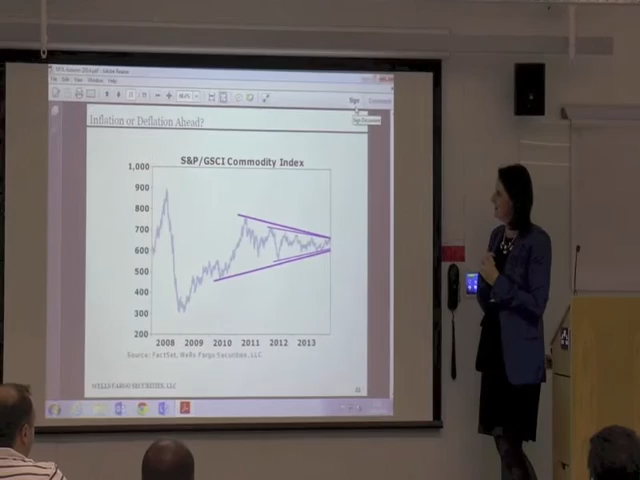 Sign
Inflation or Deflation Ahead?
S&P/GSCI Commodity Index
1,000
900
800
700
600
500
400
300
200
2008 2009 2010 2011 2012 2013
Source: FactSet, Wells Fargo Securities, LLC
WELLS FARGO SECURITIES, LLC